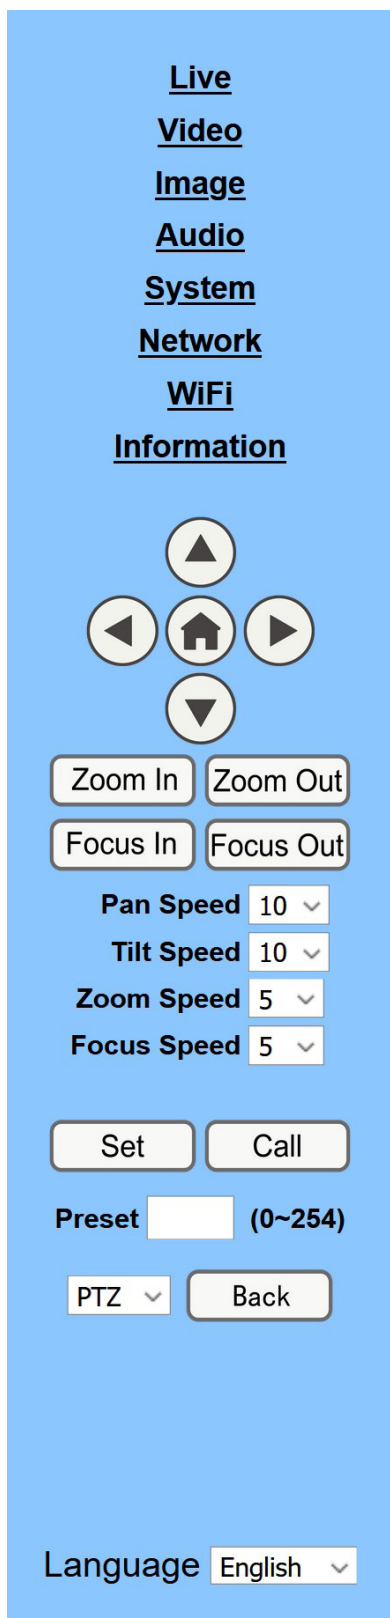 Live
Video
Image
Audio
System
Network
WiFi
Information
Zoom In Zoom Out
Focus In Focus Out
Pan Speed 10
Tilt Speed 10
Zoom Speed 5
Focus Speed 5
Set Call
Preset (0~254)
PTZ Back
Language English